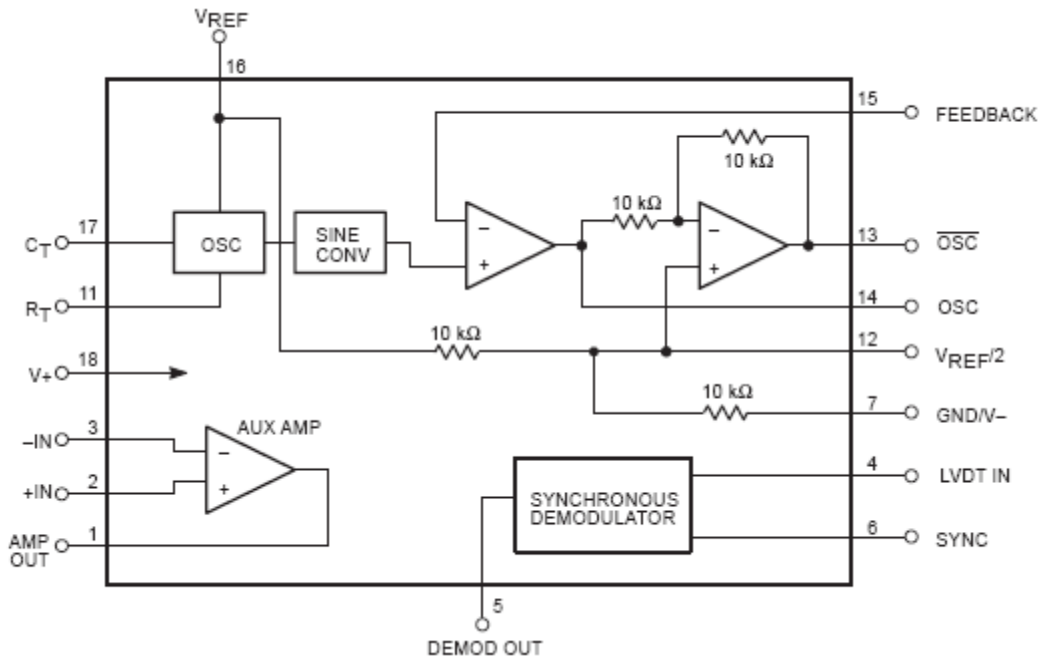 VREF
16
15
FEEDBACK
10 kΩ
10 kΩ
17
CT
OSC
SINE
CONV
−
+
−
+
13
OSC
11
RT
14
OSC
10 kΩ
12
VREF/2
18
V+
10 kΩ
7
GND/V–
3
–IN
AUX AMP
−
+
2
+IN
1
AMP
OUT
SYNCHRONOUS
DEMODULATOR
4
LVDT IN
6
SYNC
5
DEMOD OUT